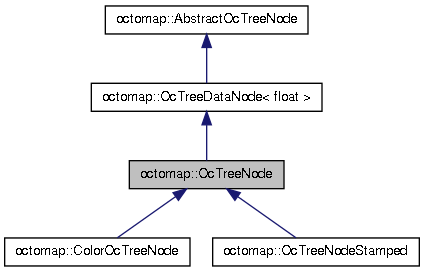 octomap::AbstractOcTreeNode
octomap::OcTreeDataNode< float >
octomap::OcTreeNode
octomap::ColorOcTreeNode
octomap::OcTreeNodeStamped